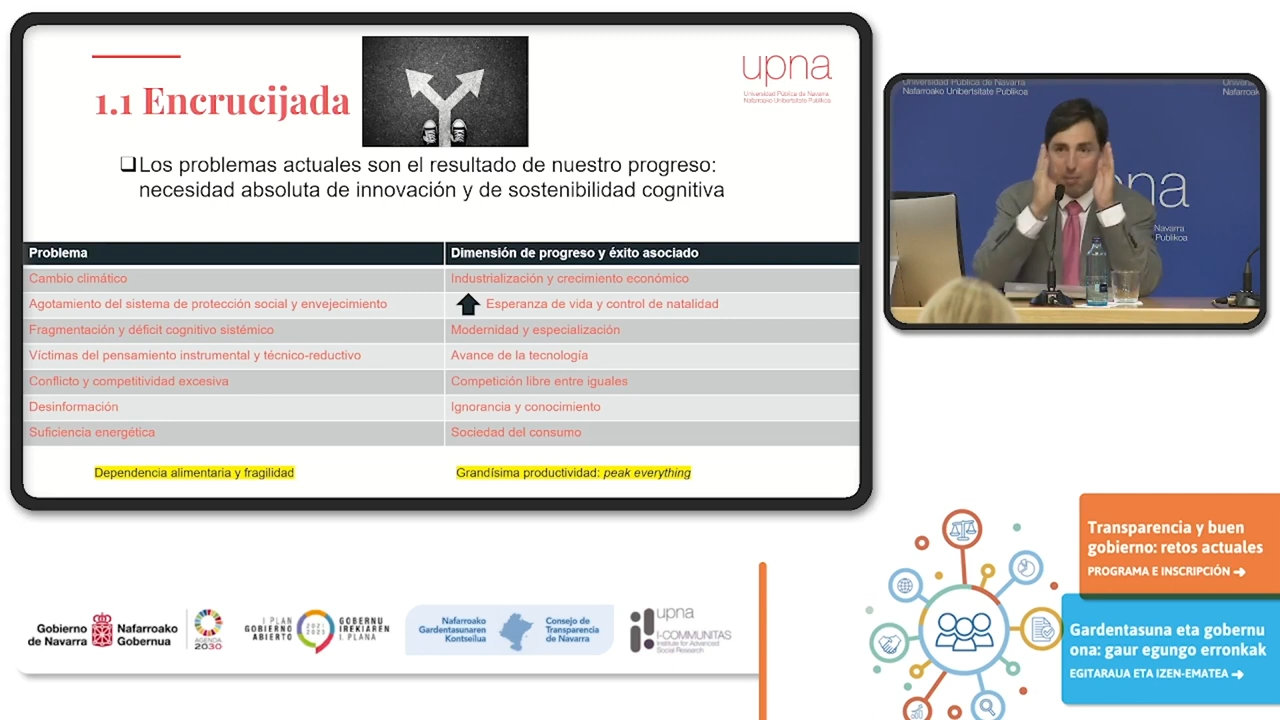 1.1 Encrucijada
upna
Universidad Pública de Navarra
Nafarroako Unibertsitate Publikoa
❑Los problemas actuales son el resultado de nuestro progreso:
necesidad absoluta de innovación y de sostenibilidad cognitiva
Problema Dimensión de progreso y éxito asociado
Cambio climático Industrialización y crecimiento económico
Agotamiento del sistema de protección social y envejecimiento Esperanza de vida y control de natalidad
Fragmentación y déficit cognitivo sistémico Modernidad y especialización
Víctimas del pensamiento instrumental y técnico-reductivo Avance de la tecnología
Conflicto y competitividad excesiva Competición libre entre iguales
Desinformación Ignorancia y conocimiento
Suficiencia energética Sociedad del consumo
Dependencia alimentaria y fragilidad Grandísima productividad: peak everything
Universidad Pública de Navarra
Nafarroako Unibertsitate Publikoa
Navarra
Publikoa
Gobierno
de Navarra
Nafarroako
Gobernua
AGENDA
2030
I PLAN
GOBIERNO
ABIERTO
2021
2023
GOBERNU
IREKIAREN
I. PLANA
Nafarroako
Gardentasunaren
Kontseilua
Consejo de
Transparencia
de Navarra
upna
I-COMMUNITAS
Institute for Advanced
Social Research
Transparencia y buen
gobierno: retos actuales
PROGRAMA E INSCRIPCIÓN ➔
Gardentasuna eta gobernu
ona: gaur egungo erronkak
EGITARAUA ETA IZEN-EMATEA ➔